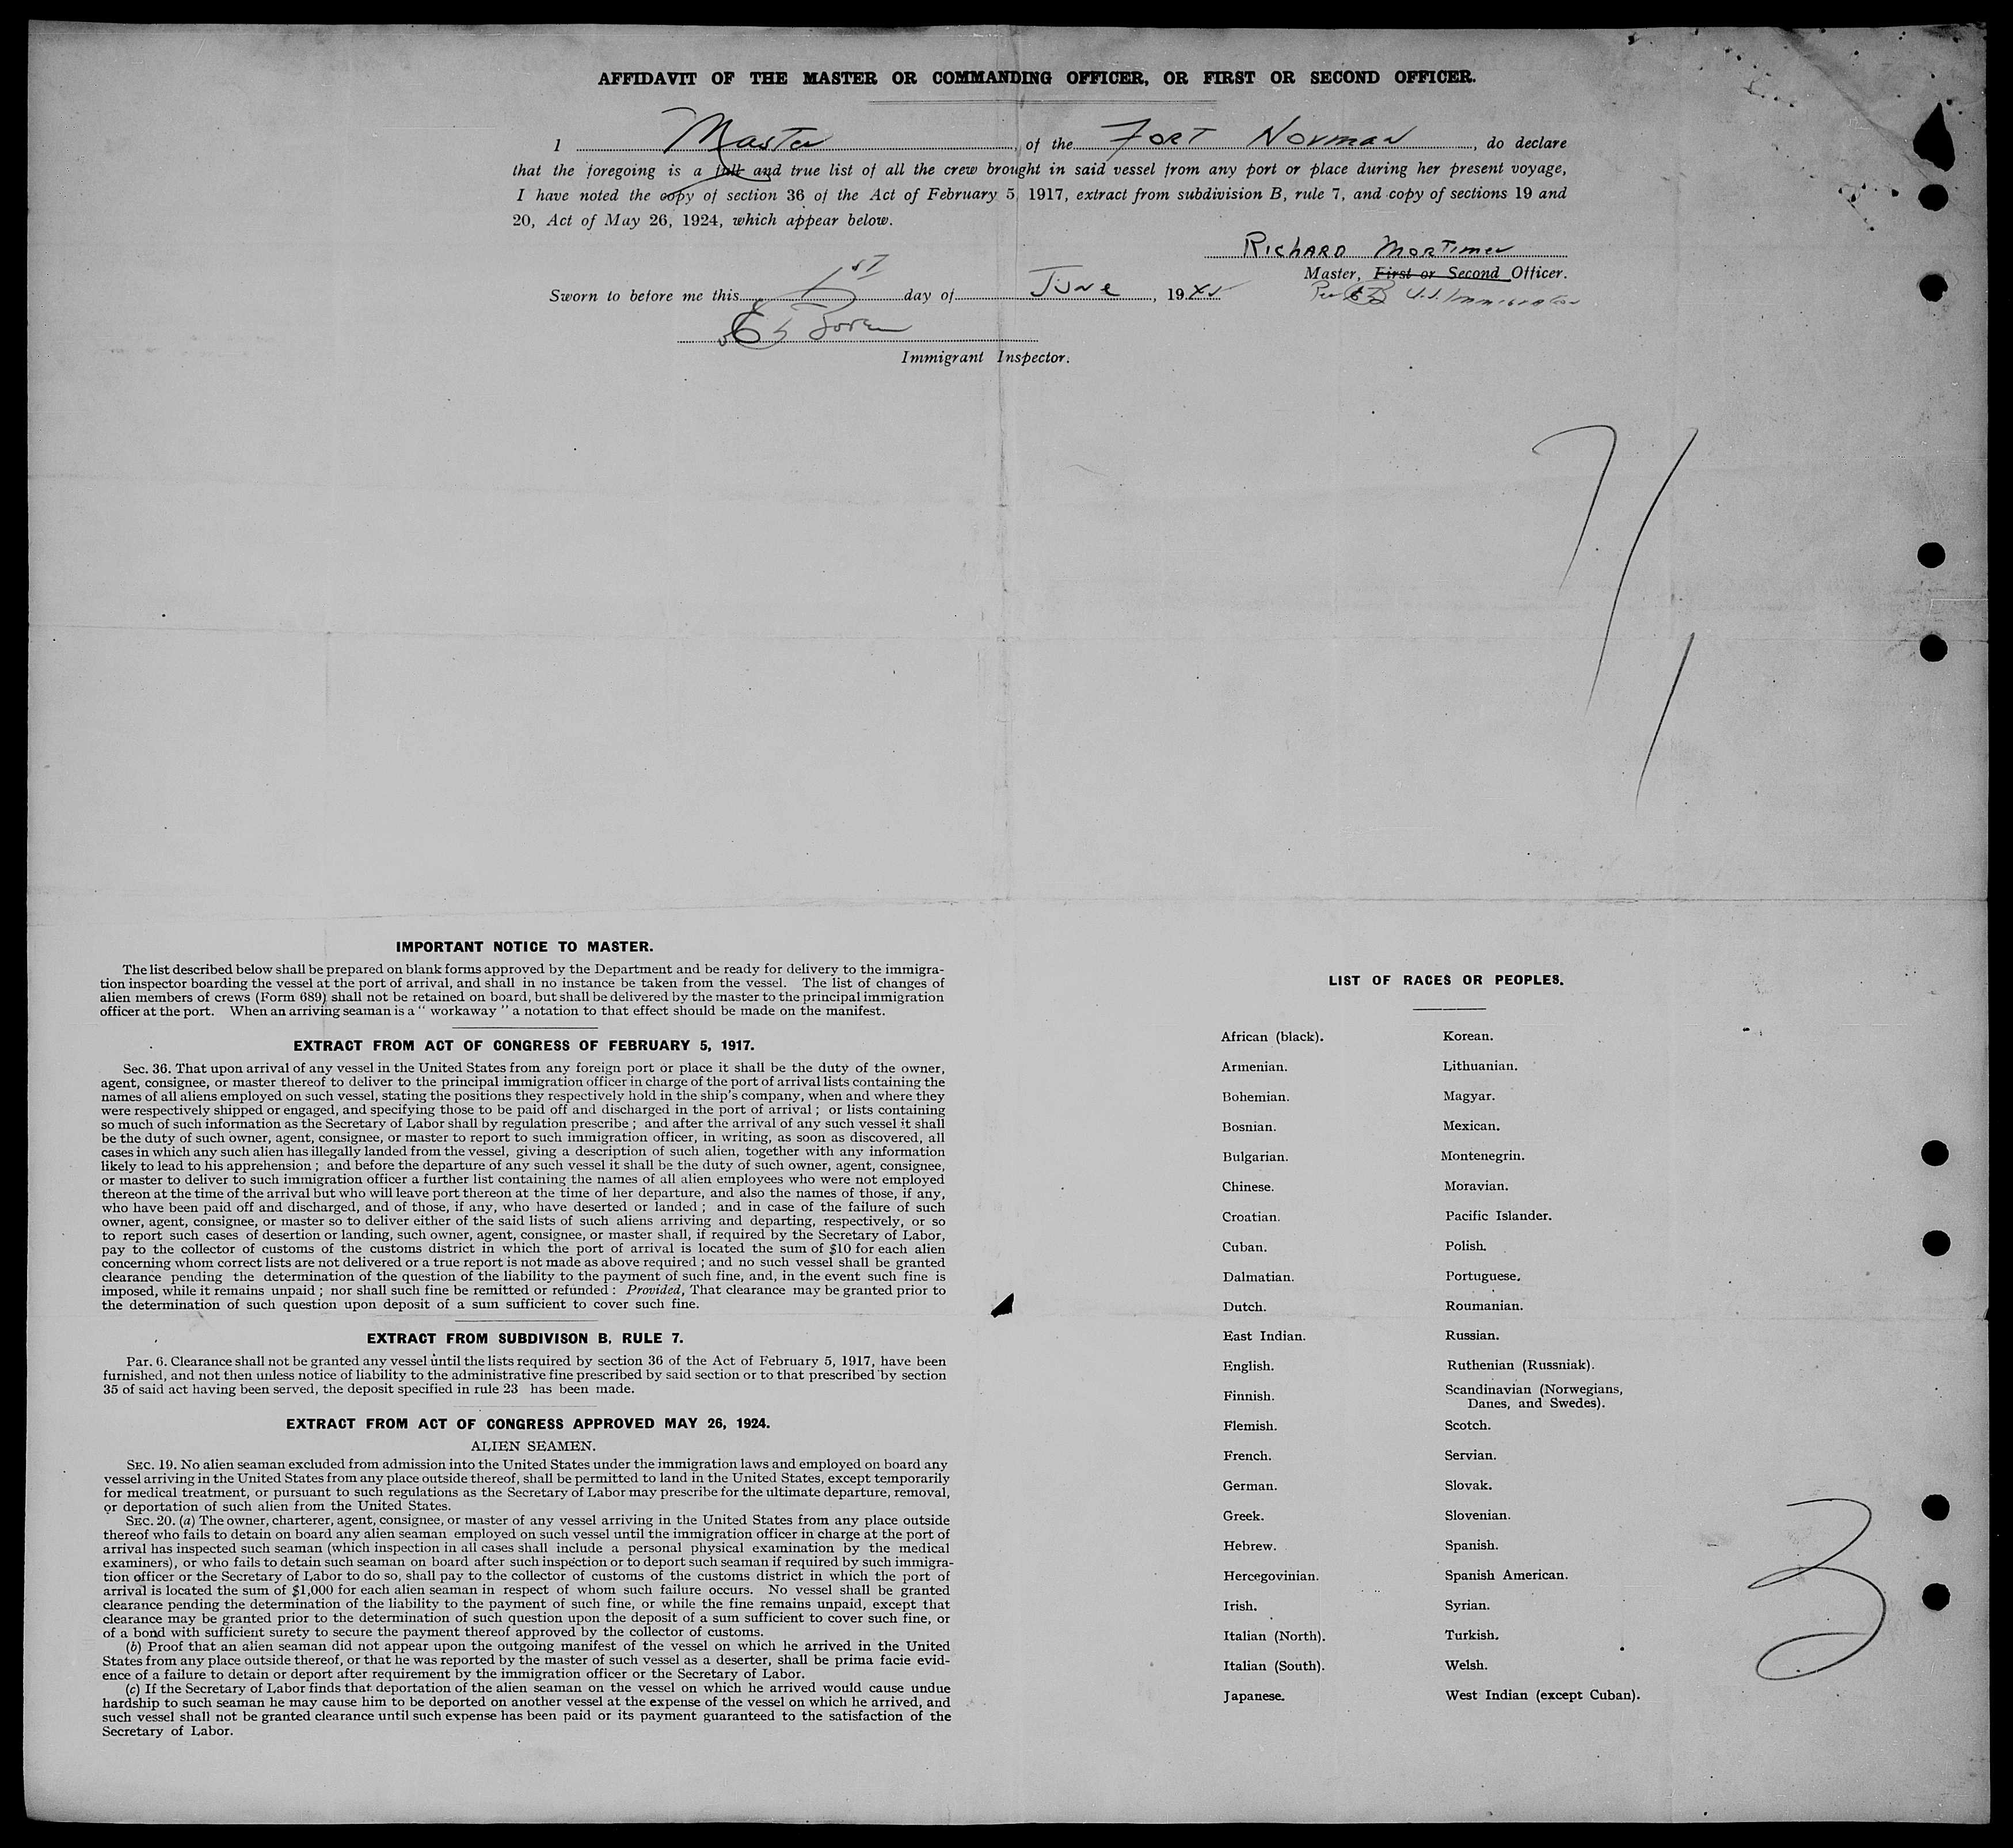 AFFIDAVIT OF THE MASTER OR COMMANDING OFFICER, OR FIRST OR SECOND OFFICER.
I Master, of the Fort Norman, do declare
that the foregoing is a full and true list of all the crew brought in said vessel from any port or place during her present voyage,
I have noted the copy of section 36 of the Act of February 5, 1917, extract from subdivision B, rule 7, and copy of sections 19 and
20, Act of May 26, 1924, which appear below.
RICHARD MORTIMER
Master, First or Second Officer.
Sworn to before me this 1ST day of June, 1945
U.S. Immigration
Immigrant Inspector.
IMPORTANT NOTICE TO MASTER.
The list described below shall be prepared on blank forms approved by the Department and be ready for delivery to the immigra-
tion inspector boarding the vessel at the port of arrival, and shall in no instance be taken from the vessel. The list of changes of
alien members of crews (Form 689) shall not be retained on board, but shall be delivered by the master to the principal immigration
officer at the port. When an arriving seaman is a " workaway " a notation to that effect should be made on the manifest.
EXTRACT FROM ACT OF CONGRESS OF FEBRUARY 5, 1917.
Sec. 36. That upon arrival of any vessel in the United States from any foreign port or place it shall be the duty of the owner,
agent, consignee, or master thereof to deliver to the principal immigration officer in charge of the port of arrival lists containing the
names of all aliens employed on such vessel, stating the positions they respectively hold in the ship's company, when and where they
were respectively shipped or engaged, and specifying those to be paid off and discharged in the port of arrival ; or lists containing
so much of such information as the Secretary of Labor shall by regulation prescribe ; and after the arrival of any such vessel it shall
be the duty of such owner, agent, consignee, or master to report to such immigration officer, in writing, as soon as discovered, all
cases in which any such alien has illegally landed from the vessel, giving a description of such alien, together with any information
likely to lead to his apprehension ; and before the departure of any such vessel it shall be the duty of such owner, agent, consignee,
or master to deliver to such immigration officer a further list containing the names of all alien employees who were not employed
thereon at the time of the arrival but who will leave port thereon at the time of her departure, and also the names of those, if any,
who have been paid off and discharged, and of those, if any, who have deserted or landed ; and in case of the failure of such
owner, agent, consignee, or master so to deliver either of the said lists of such aliens arriving and departing, respectively, or so
to report such cases of desertion or landing, such owner, agent, consignee, or master shall, if required by the Secretary of Labor,
pay to the collector of customs of the customs district in which the port of arrival is located the sum of $10 for each alien
concerning whom correct lists are not delivered or a true report is not made as above required ; and no such vessel shall be granted
clearance pending the determination of the question of the liability to the payment of such fine, and, in the event such fine is
imposed, while it remains unpaid ; nor shall such fine be remitted or refunded : Provided, That clearance may be granted prior to
the determination of such question upon deposit of a sum sufficient to cover such fine.
EXTRACT FROM SUBDIVISON B, RULE 7.
Par. 6. Clearance shall not be granted any vessel until the lists required by section 36 of the Act of February 5, 1917, have been
furnished, and not then unless notice of liability to the administrative fine prescribed by said section or to that prescribed by section
35 of said act having been served, the deposit specified in rule 23 has been made.
EXTRACT FROM ACT OF CONGRESS APPROVED MAY 26, 1924.
ALIEN SEAMEN.
SEC. 19. No alien seaman excluded from admission into the United States under the immigration laws and employed on board any
vessel arriving in the United States from any place outside thereof, shall be permitted to land in the United States, except temporarily
for medical treatment, or pursuant to such regulations as the Secretary of Labor may prescribe for the ultimate departure, removal,
or deportation of such alien from the United States.
SEC. 20. (a) The owner, charterer, agent, consignee, or master of any vessel arriving in the United States from any place outside
thereof who fails to detain on board any alien seaman employed on such vessel until the immigration officer in charge at the port of
arrival has inspected such seaman (which inspection in all cases shall include a personal physical examination by the medical
examiners), or who fails to detain such seaman on board after such inspection or to deport such seaman if required by such immigra-
tion officer or the Secretary of Labor to do so, shall pay to the collector of customs of the customs district in which the port of
arrival is located the sum of $1,000 for each alien seaman in respect of whom such failure occurs. No vessel shall be granted
clearance pending the determination of the liability to the payment of such fine, or while the fine remains unpaid, except that
clearance may be granted prior to the determination of such question upon the deposit of a sum sufficient to cover such fine, or
of a bond with sufficient surety to secure the payment thereof approved by the collector of customs.
(b) Proof that an alien seaman did not appear upon the outgoing manifest of the vessel on which he arrived in the United
States from any place outside thereof, or that he was reported by the master of such vessel as a deserter, shall be prima facie evid-
ence of a failure to detain or deport after requirement by the immigration officer or the Secretary of Labor.
(c) If the Secretary of Labor finds that deportation of the alien seaman on the vessel on which he arrived would cause undue
hardship to such seaman he may cause him to be deported on another vessel at the expense of the vessel on which he arrived, and
such vessel shall not be granted clearance until such expense has been paid or its payment guaranteed to the satisfaction of the
Secretary of Labor.
LIST OF RACES OR PEOPLES.
African (black). Korean.
Armenian. Lithuanian.
Bohemian. Magyar.
Bosnian. Mexican.
Bulgarian. Montenegrin.
Chinese. Moravian.
Croatian. Pacific Islander.
Cuban. Polish.
Dalmatian. Portuguese.
Dutch. Roumanian.
East Indian. Russian.
English. Ruthenian (Russniak).
Finnish. Scandinavian (Norwegians,
Danes, and Swedes).
Flemish. Scotch.
French. Servian.
German. Slovak.
Greek. Slovenian.
Hebrew. Spanish.
Hercegovinian. Spanish American.
Irish. Syrian.
Italian (North). Turkish.
Italian (South). Welsh.
Japanese. West Indian (except Cuban).
3